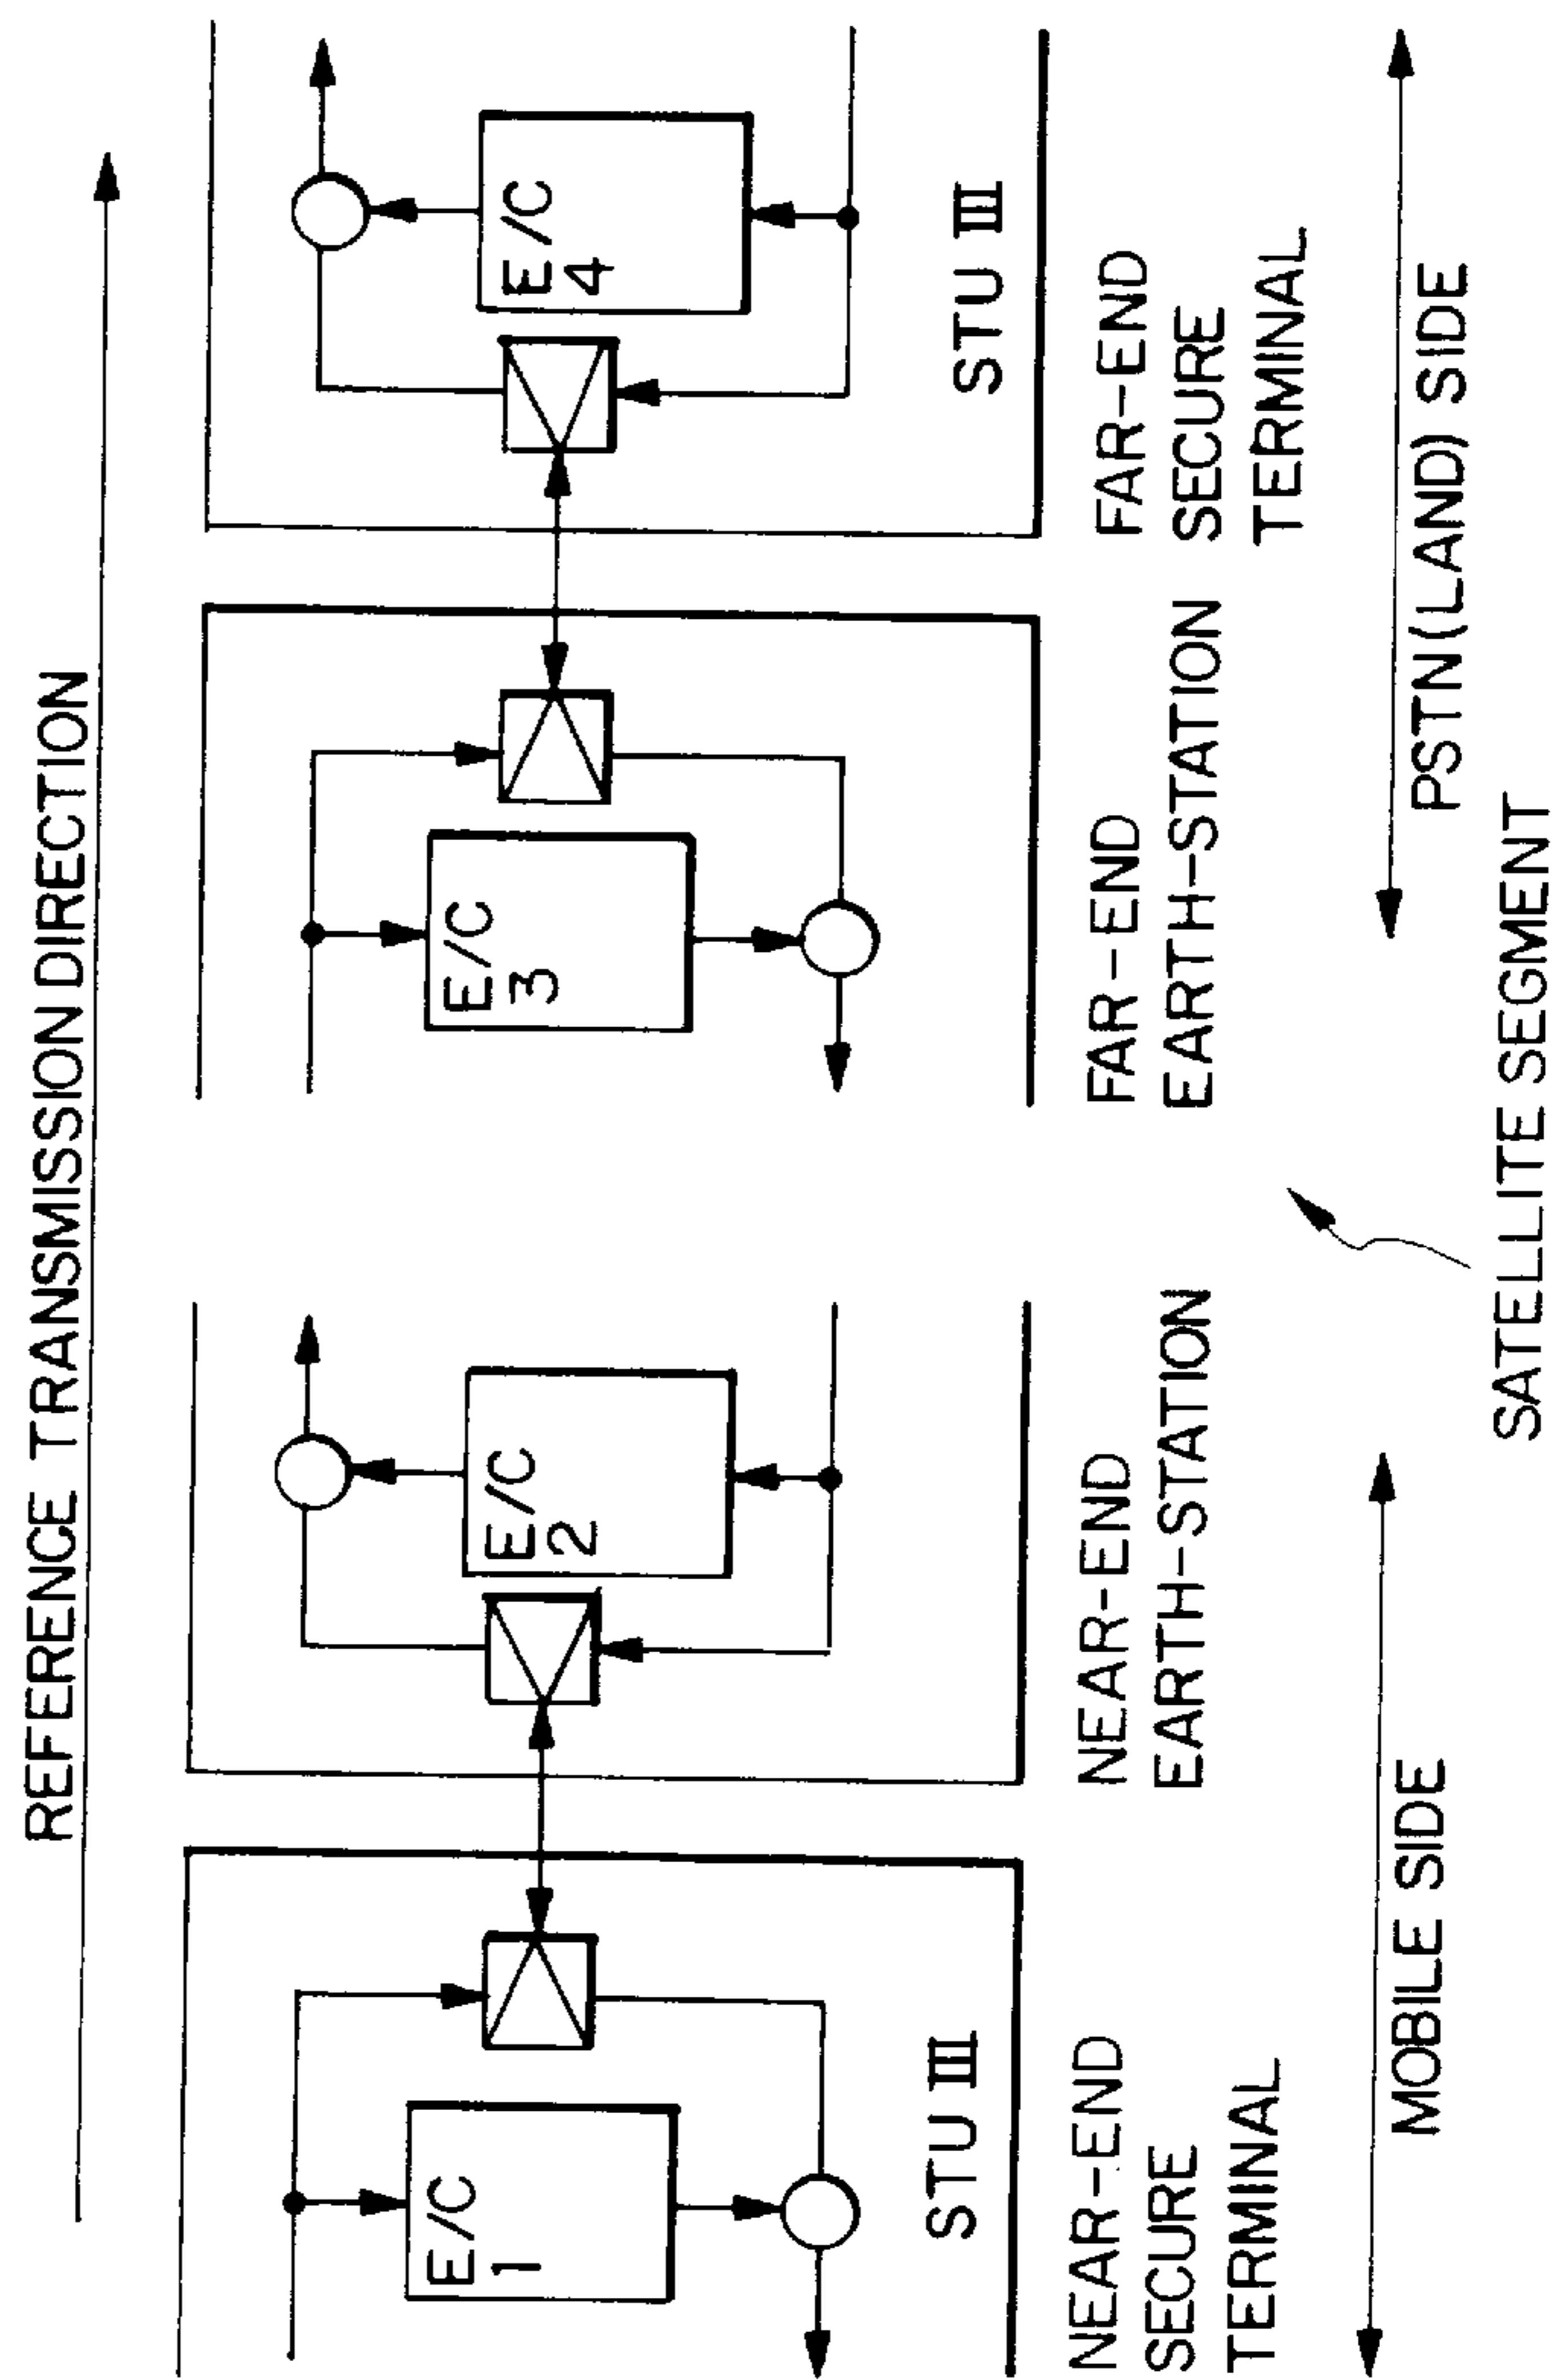 REFERENCE TRANSMISSION DIRECTION
E/C
1
STU III
E/C
2
E/C
3
E/C
4
STU III
NEAR-END
SECURE
TERMINAL
NEAR-END
EARTH-STATION
FAR-END
EARTH-STATION
FAR-END
SECURE
TERMINAL
MOBILE SIDE
PSTN(LAND) SIDE
SATELLITE SEGMENT